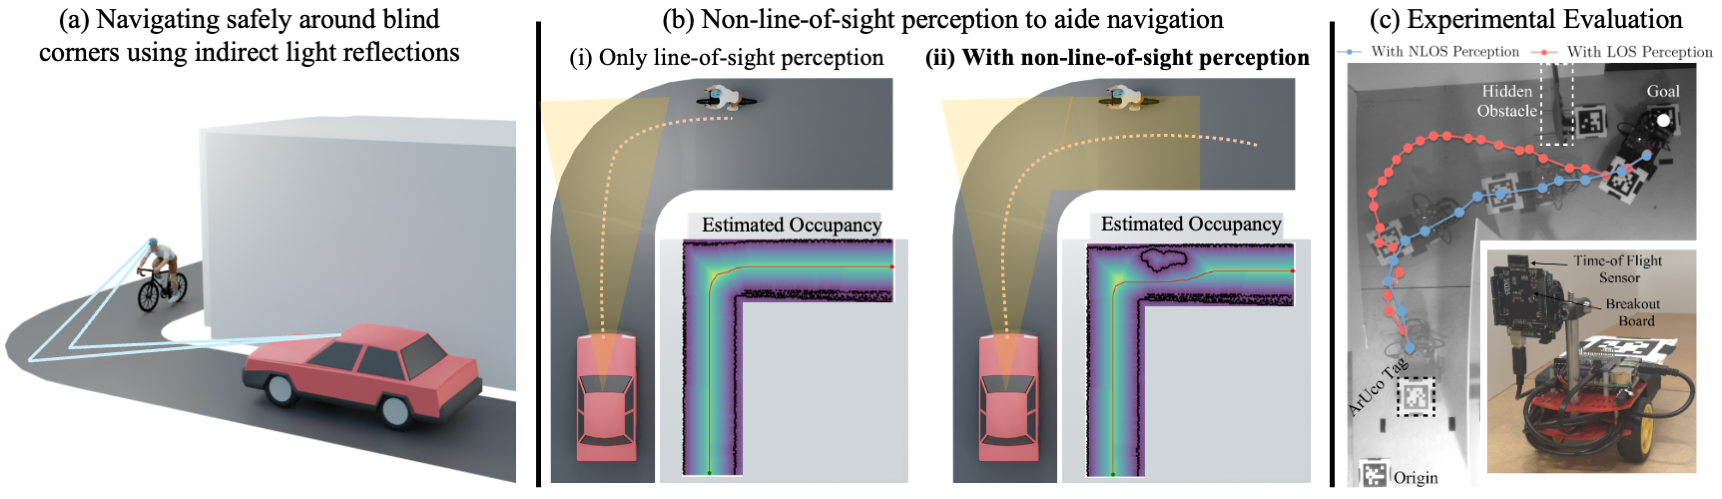 (a) Navigating safely around blind
corners using indirect light reflections
(b) Non-line-of-sight perception to aide navigation
(i) Only line-of-sight perception
(ii) With non-line-of-sight perception
Estimated Occupancy
Estimated Occupancy
(c) Experimental Evaluation
With NLOS Perception
With LOS Perception
Hidden
Obstacle
Goal
Time-of Flight
Sensor
Breakout
Board
ArUco Tag
Origin